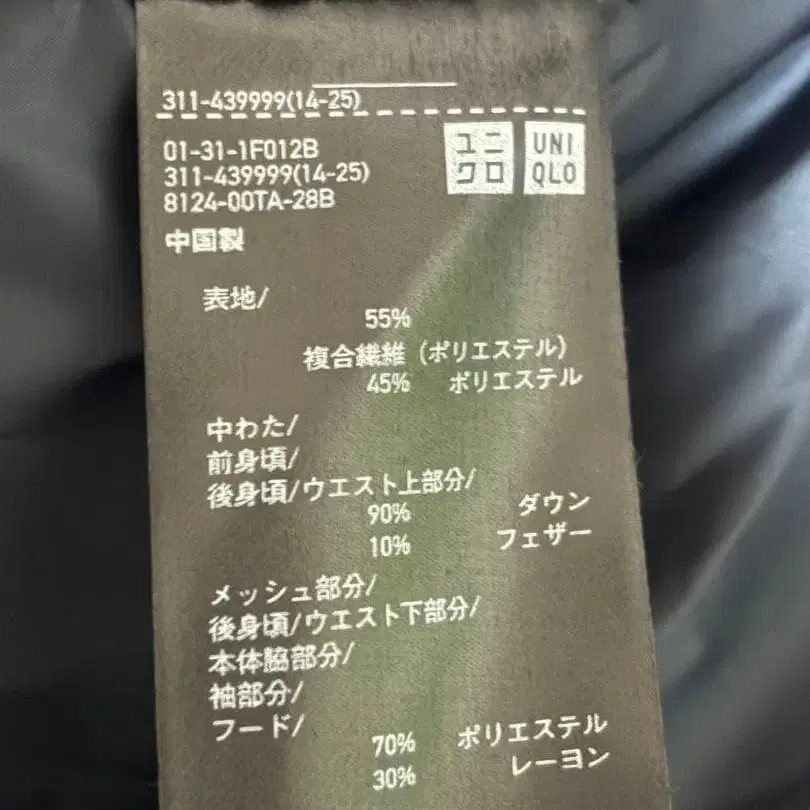 311-439999(14-25)
01-31-1F012B
311-439999(14-25)
8124-00TA-28B
ユニ
クロ
UNI
QLO
中国製
表地/
55%
複合繊維（ポリエステル）
45% ポリエステル
中わた/
前身頃/
後身頃/ウエスト上部分/
90% ダウン
10% フェザー
メッシュ部分/
後身頃/ウエスト下部分/
本体脇部分/
袖部分/
フード/
70% ポリエステル
30% レーヨン